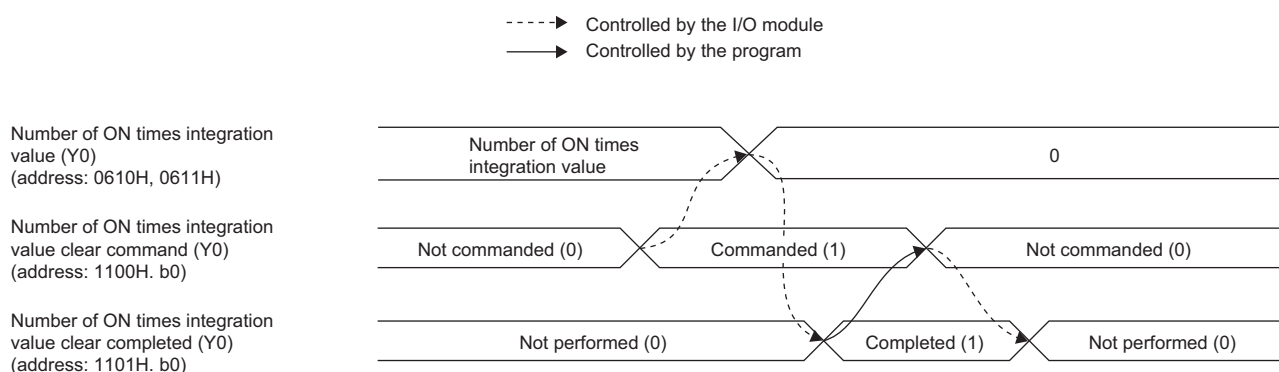 Controlled by the I/O module
Controlled by the program
Number of ON times integration
value (Y0)
(address: 0610H, 0611H)
Number of ON times
integration value
0
Number of ON times integration
value clear command (Y0)
(address: 1100H. b0)
Not commanded (0)
Commanded (1)
Not commanded (0)
Number of ON times integration
value clear completed (Y0)
(address: 1101H. b0)
Not performed (0)
Completed (1)
Not performed (0)